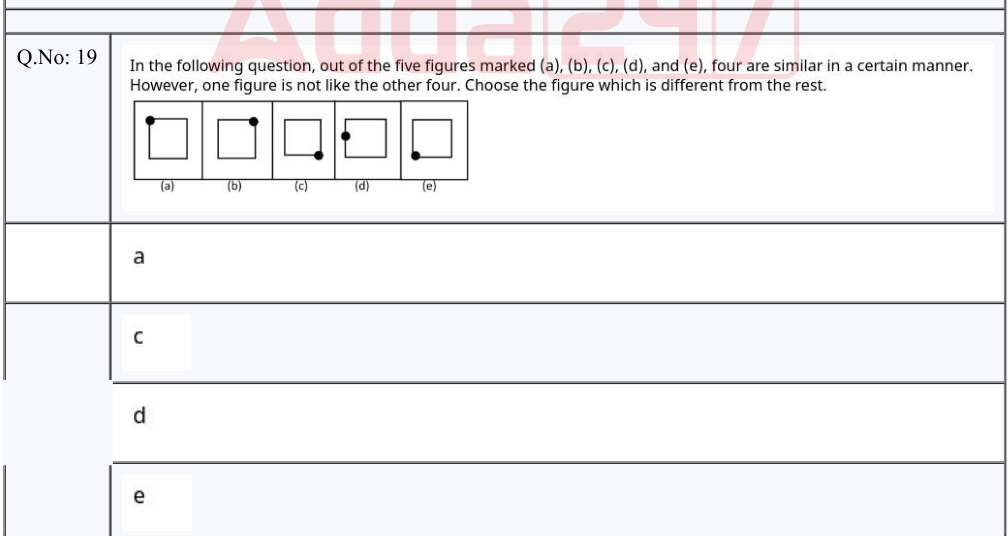 Adda247
Q.No: 19
In the following question, out of the five figures marked (a), (b), (c), (d), and (e), four are similar in a certain manner.
However, one figure is not like the other four. Choose the figure which is different from the rest.
(a) (b) (c) (d) (e)
a
c
d
e